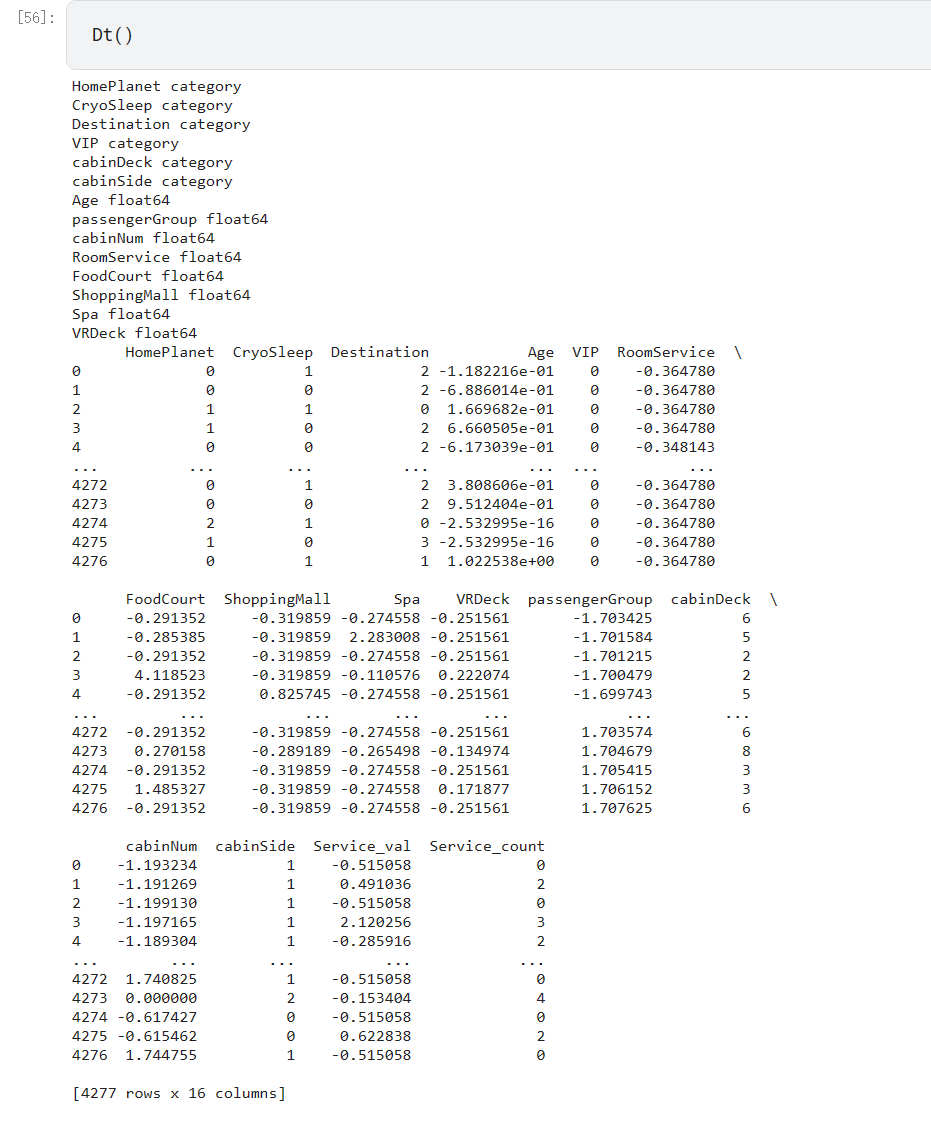 [56]:
Dt()
HomePlanet category
CryoSleep category
Destination category
VIP category
cabinDeck category
cabinSide category
Age float64
passengerGroup float64
cabinNum float64
RoomService float64
FoodCourt float64
ShoppingMall float64
Spa float64
VRDeck float64
HomePlanet CryoSleep Destination Age VIP RoomService \
0 0 1 2 -1.182216e-01 0 -0.364780
1 0 0 2 -6.886014e-01 0 -0.364780
2 1 1 0 1.669682e-01 0 -0.364780
3 1 0 2 6.660505e-01 0 -0.364780
4 0 0 2 -6.173039e-01 0 -0.348143
... ... ... ... ... ... ...
4272 0 1 2 3.808606e-01 0 -0.364780
4273 0 0 2 9.512404e-01 0 -0.364780
4274 2 1 0 -2.532995e-16 0 -0.364780
4275 1 0 3 -2.532995e-16 0 -0.364780
4276 0 1 1 1.022538e+00 0 -0.364780
FoodCourt ShoppingMall Spa VRDeck passengerGroup cabinDeck \
0 -0.291352 -0.319859 -0.274558 -0.251561 -1.703425 6
1 -0.285385 -0.319859 2.283008 -0.251561 -1.701584 5
2 -0.291352 -0.319859 -0.274558 -0.251561 -1.701215 2
3 4.118523 -0.319859 -0.110576 0.222074 -1.700479 2
4 -0.291352 0.825745 -0.274558 -0.251561 -1.699743 5
... ... ... ... ... ... ...
4272 -0.291352 -0.319859 -0.274558 -0.251561 1.703574 6
4273 0.270158 -0.289189 -0.265498 -0.134974 1.704679 8
4274 -0.291352 -0.319859 -0.274558 -0.251561 1.705415 3
4275 1.485327 -0.319859 -0.274558 0.171877 1.706152 3
4276 -0.291352 -0.319859 -0.274558 -0.251561 1.707625 6
cabinNum cabinSide Service_val Service_count
0 -1.193234 1 -0.515058 0
1 -1.191269 1 0.491036 2
2 -1.199130 1 -0.515058 0
3 -1.197165 1 2.120256 3
4 -1.189304 1 -0.285916 2
... ... ... ... ...
4272 1.740825 1 -0.515058 0
4273 0.000000 2 -0.153404 4
4274 -0.617427 0 -0.515058 0
4275 -0.615462 0 0.622838 2
4276 1.744755 1 -0.515058 0
[4277 rows x 16 columns]